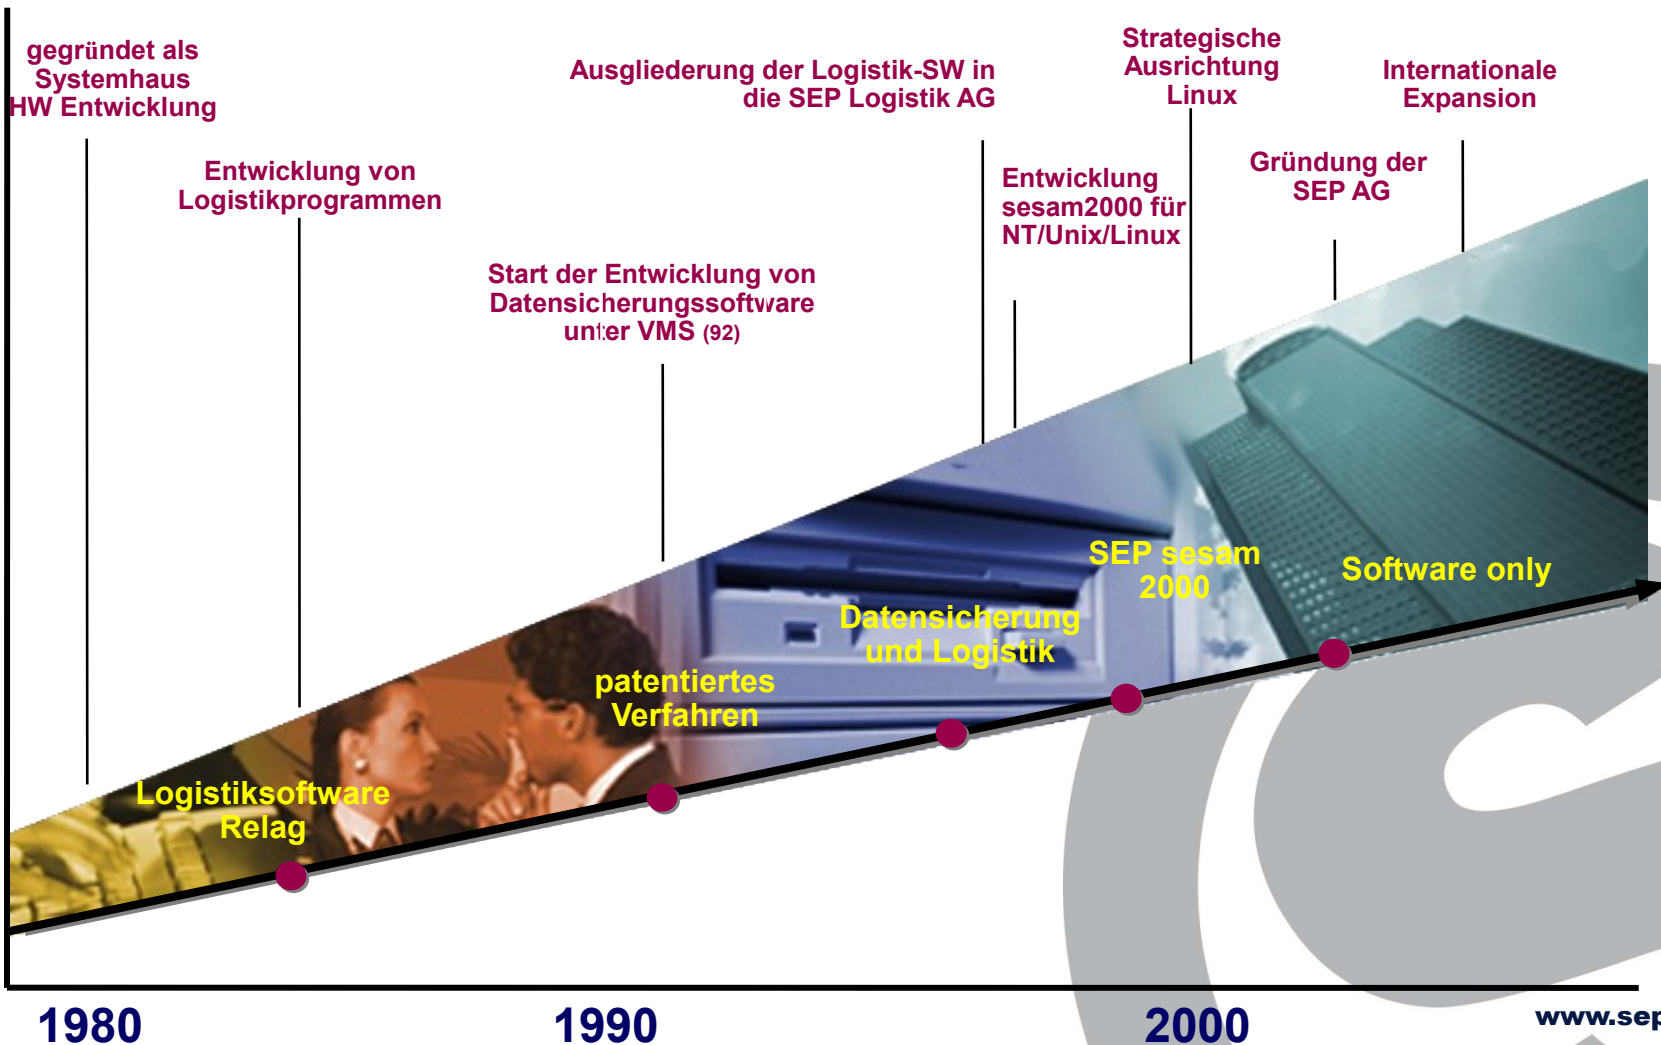 gegründet als
Systemhaus
HW Entwicklung
Entwicklung von
Logistikprogrammen
Start der Entwicklung von
Datensicherungssoftware
unter VMS (92)
Ausgliederung der Logistik-SW in
die SEP Logistik AG
Entwicklung
sesam2000 für
NT/Unix/Linux
Strategische
Ausrichtung
Linux
Gründung der
SEP AG
Internationale
Expansion
Logistiksoftware
Relag
patentiertes
Verfahren
Datensicherung
und Logistik
SEP sesam
2000
Software only
1980
1990
2000
www.sep